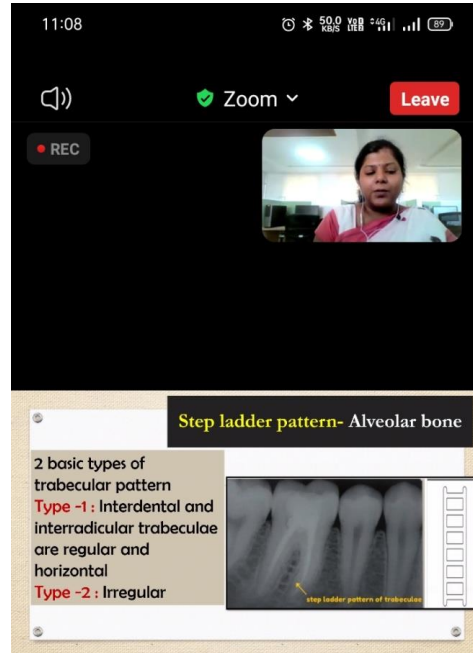 11:08
50.0 KB/S
4G
89
Zoom
Leave
REC
Step ladder pattern- Alveolar bone
2 basic types of
trabecular pattern
Type -1 : Interdental and
interradicular trabeculae
are regular and
horizontal
Type -2 : Irregular
step ladder pattern of trabeculae